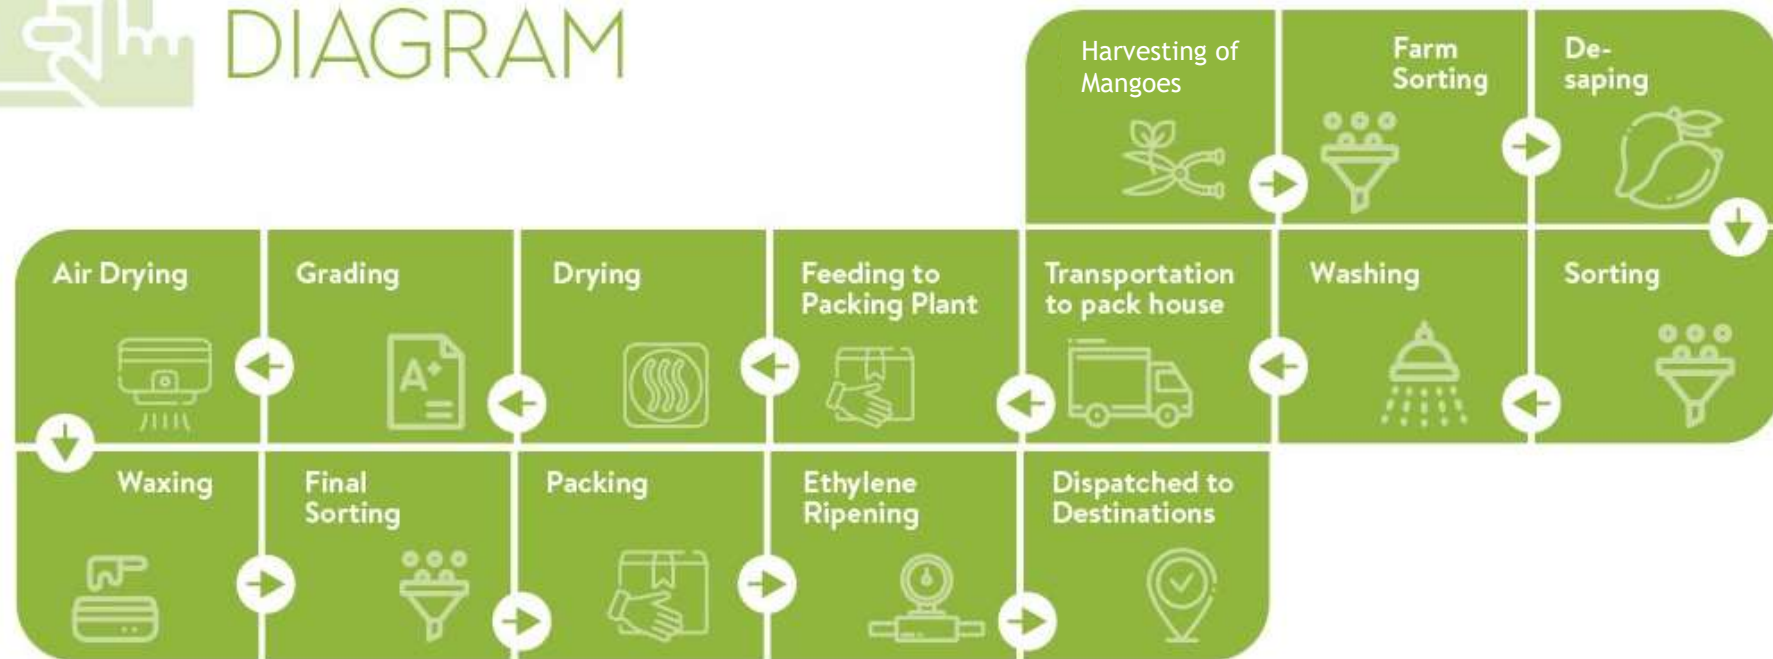 DIAGRAM
Harvesting of
Mangoes
Farm
Sorting
De-
saping
Sorting
Washing
Transportation
to pack house
Feeding to
Packing Plant
Drying
Grading
A+
Air Drying
Waxing
Final
Sorting
Packing
Ethylene
Ripening
Dispatched to
Destinations